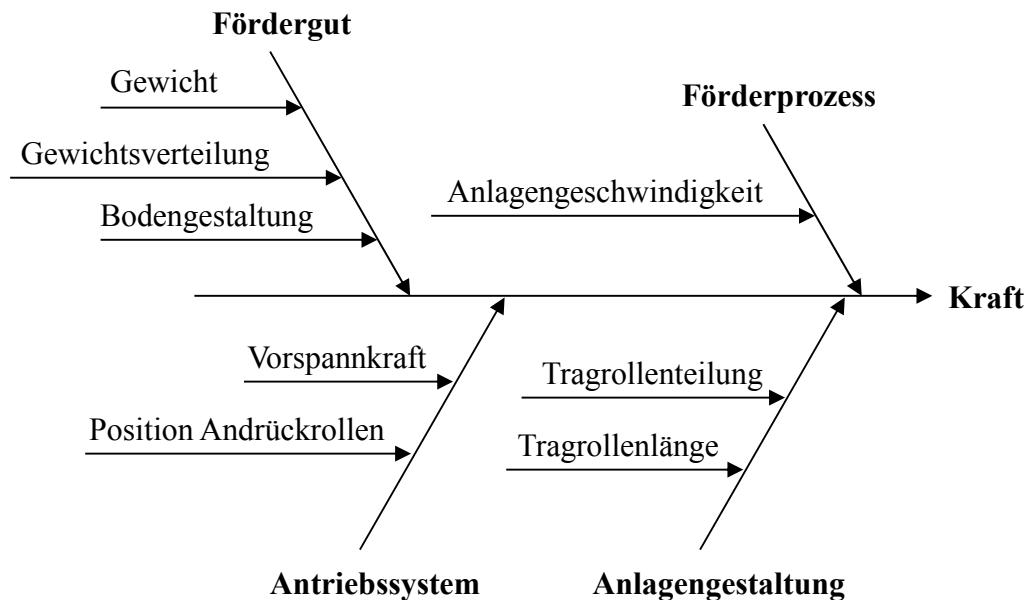 Fördergut
Gewicht
Förderprozess
Gewichtsverteilung
Anlagengeschwindigkeit
Bodengestaltung
Kraft
Vorspannkraft
Tragrollenteilung
Position Andrückrollen
Tragrollenlänge
Antriebssystem
Anlagengestaltung